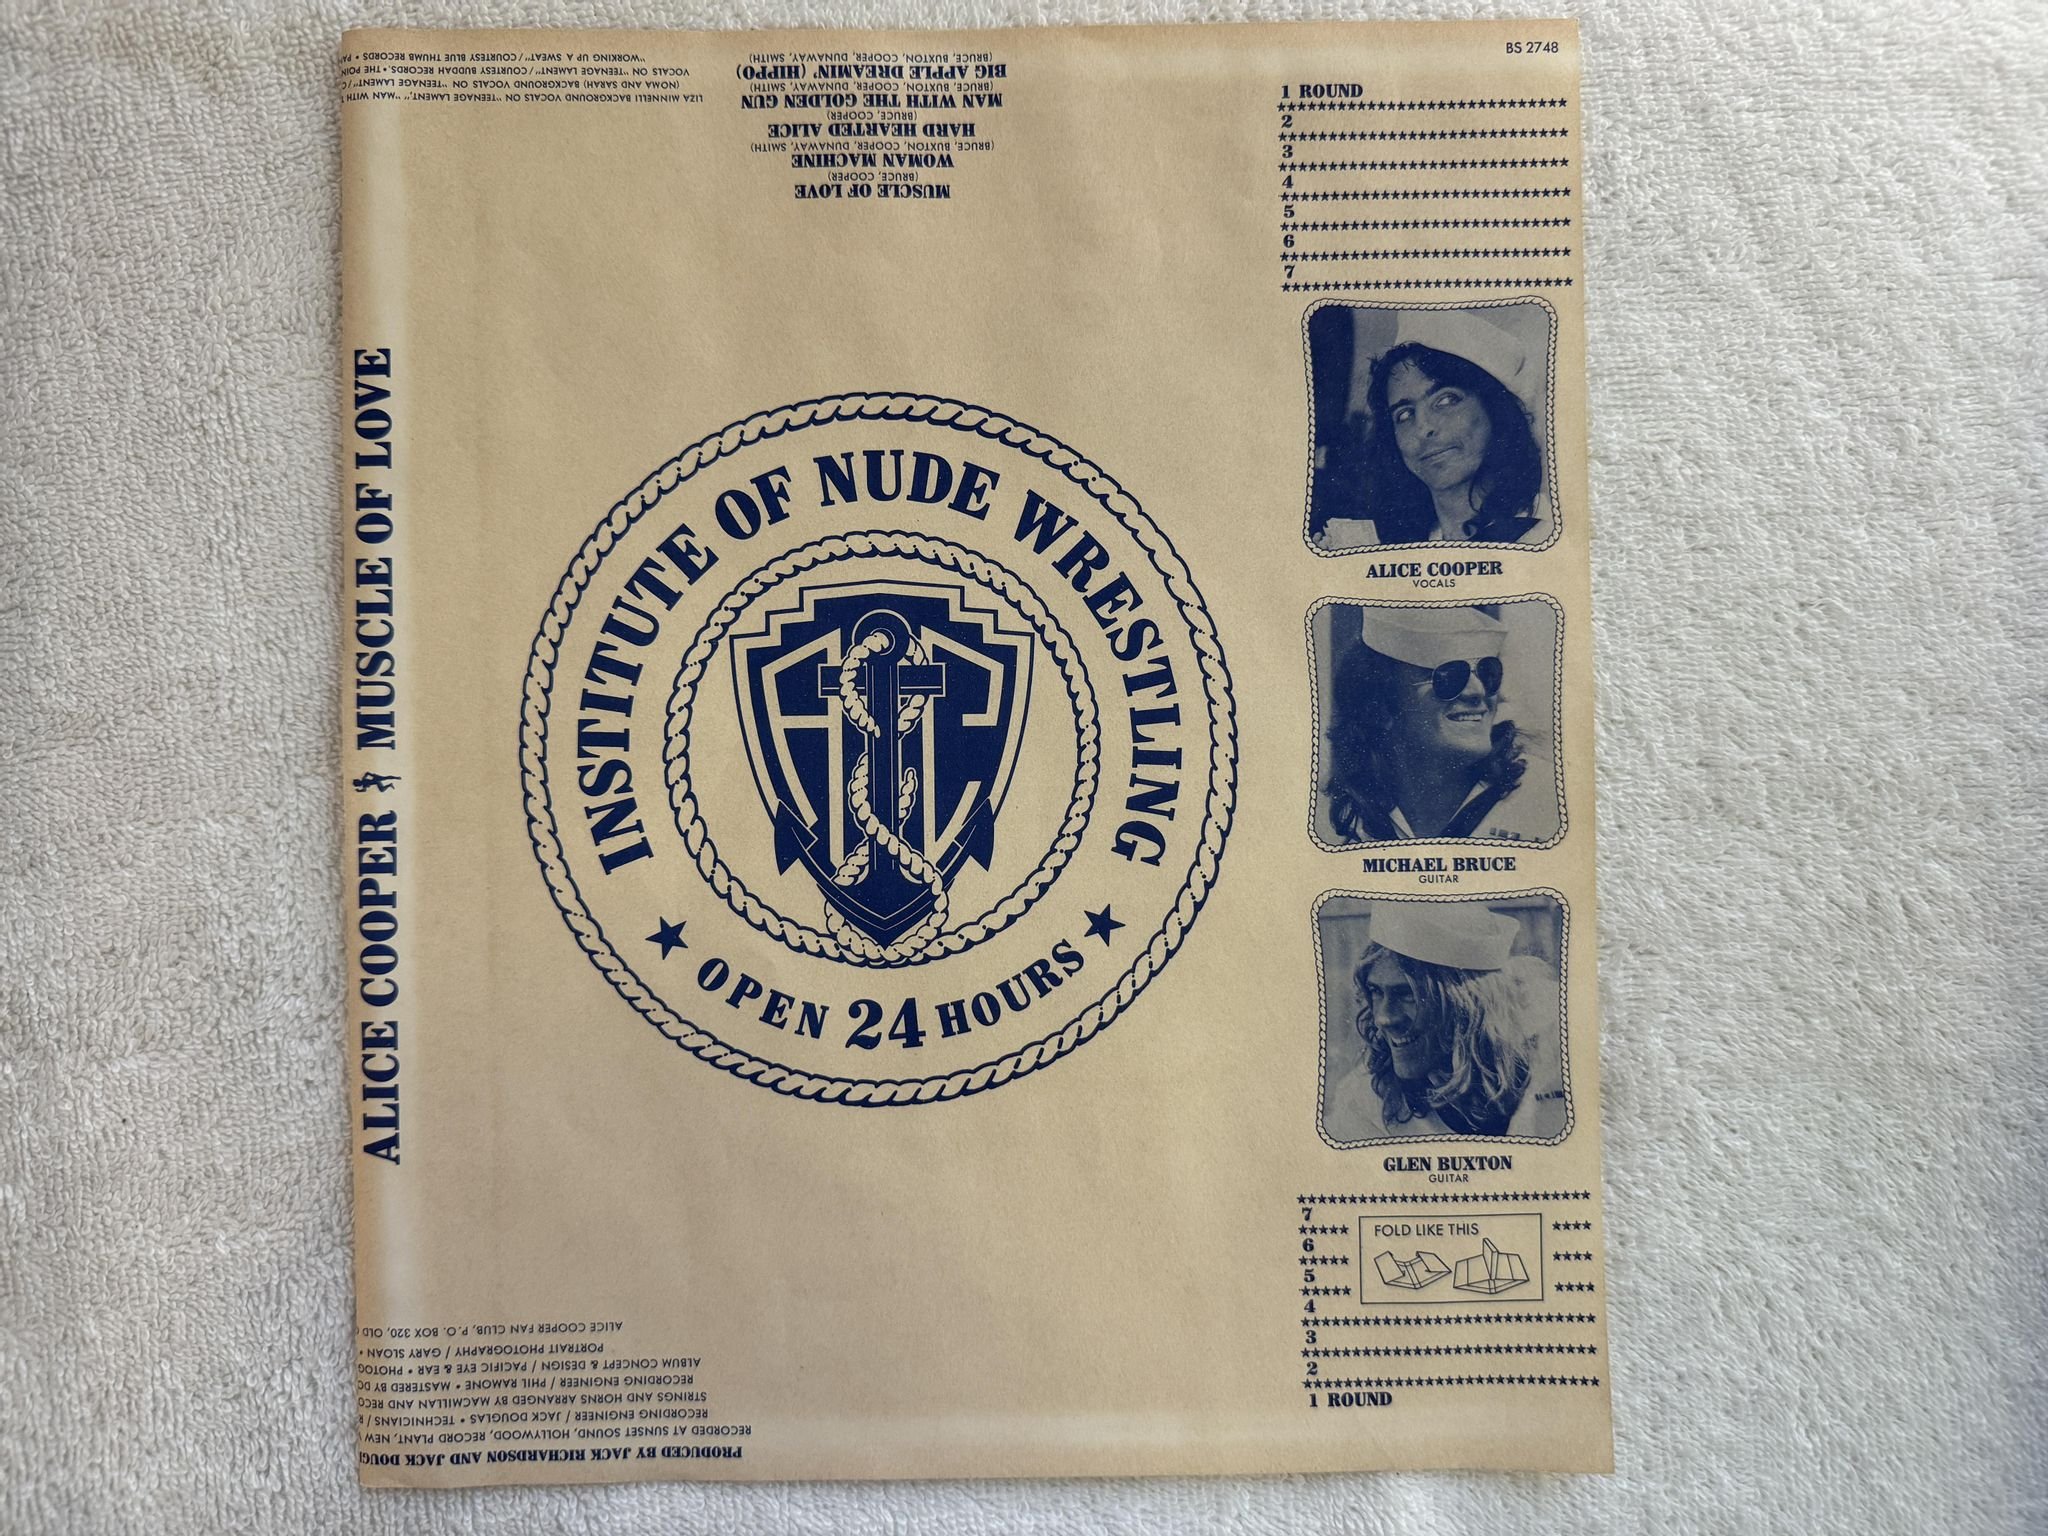 BS 2748
LIZA MINNELLI BACKGROUND VOCALS ON "TEENAGE LAMENT," "MAN WITH
(NONA AND SARAH) BACKGROUND VOCALS ON "TEENAGE LAMENT"/
VOCALS ON "TEENAGE LAMENT"/COURTESY BUDDAH RECORDS, • THE
"WORKING UP A SWEAT"/COURTESY BLUE THUMB RECORDS •
MUSCLE OF LOVE
(BRUCE, COOPER)
WOMAN MACHINE
(BRUCE, BUXTON, COOPER, DUNAWAY, SMITH)
HARD HEARTED ALICE
(BRUCE, COOPER)
MAN WITH THE GOLDEN GUN
(BRUCE, BUXTON, COOPER, DUNAWAY, SMITH)
BIG APPLE DREAMIN' (HIPPO)
(BRUCE, BUXTON, COOPER, DUNAWAY, SMITH)
ALICE COOPER MUSCLE OF LOVE
INSTITUTE OF NUDE WRESTLING
AC
★ OPEN 24 HOURS ★
1 ROUND
2
3
4
5
6
7
ALICE COOPER
VOCALS
MICHAEL BRUCE
GUITAR
GLEN BUXTON
GUITAR
7
FOLD LIKE THIS
6
5
4
3
2
1 ROUND
PRODUCED BY JACK RICHARDSON AND JACK
RECORDED AT SUNSET SOUND, HOLLYWOOD, RECORD PLANT, NEW
RECORDING ENGINEER / JACK DOUGLAS • TECHNICIANS /
STRINGS AND HORNS ARRANGED BY MACMILLAN AND
RECORDING ENGINEER / PHIL RAMONE • MASTERED BY
ALBUM CONCEPT & DESIGN / PACIFIC EYE & EAR •
PORTRAIT PHOTOGRAPHY / GARY SLOAN •
ALICE COOPER FAN CLUB, P.O. BOX 320, OLD